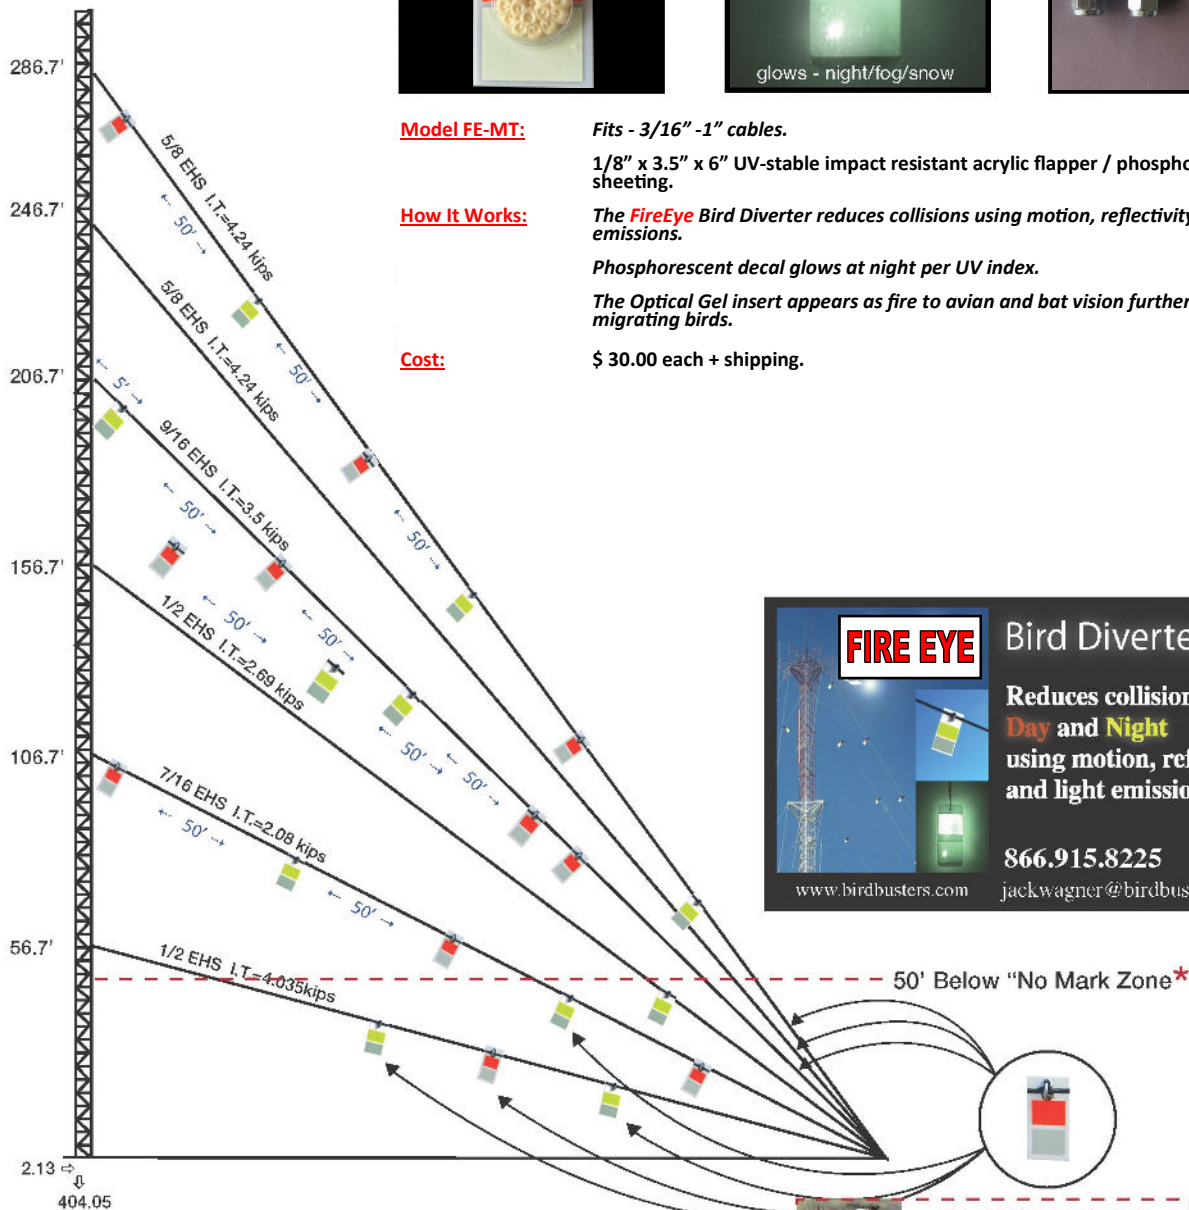 glows - night/fog/snow
Model FE-MT: Fits - 3/16” -1” cables.
1/8” x 3.5” x 6” UV-stable impact resistant acrylic flapper / phospho
sheeting.
How It Works: The FireEye Bird Diverter reduces collisions using motion, reflectivity
emissions.
Phosphorescent decal glows at night per UV index.
The Optical Gel insert appears as fire to avian and bat vision further
migrating birds.
Cost: $ 30.00 each + shipping.
286.7'
246.7'
206.7'
156.7'
106.7'
56.7'
2.13 ⇨
⇩
404.05
5/8 EHS I.T.=4.24 kips
← 50' →
← 50' →
← 50' →
5/8 EHS I.T.=4.24 kips
← 5' →
9/16 EHS I.T.=3.5 kips
← 50' →
← 50' →
← 50' →
1/2 EHS I.T.=2.69 kips
← 50' →
← 50' →
7/16 EHS I.T.=2.08 kips
← 50' →
← 50' →
1/2 EHS I.T.=4.035kips
50' Below “No Mark Zone*
FIRE EYE
Bird Diverte
Reduces collision
Day and Night
using motion, ref
and light emissio
866.915.8225
www.birdbusters.com
jackwagner@birdbus